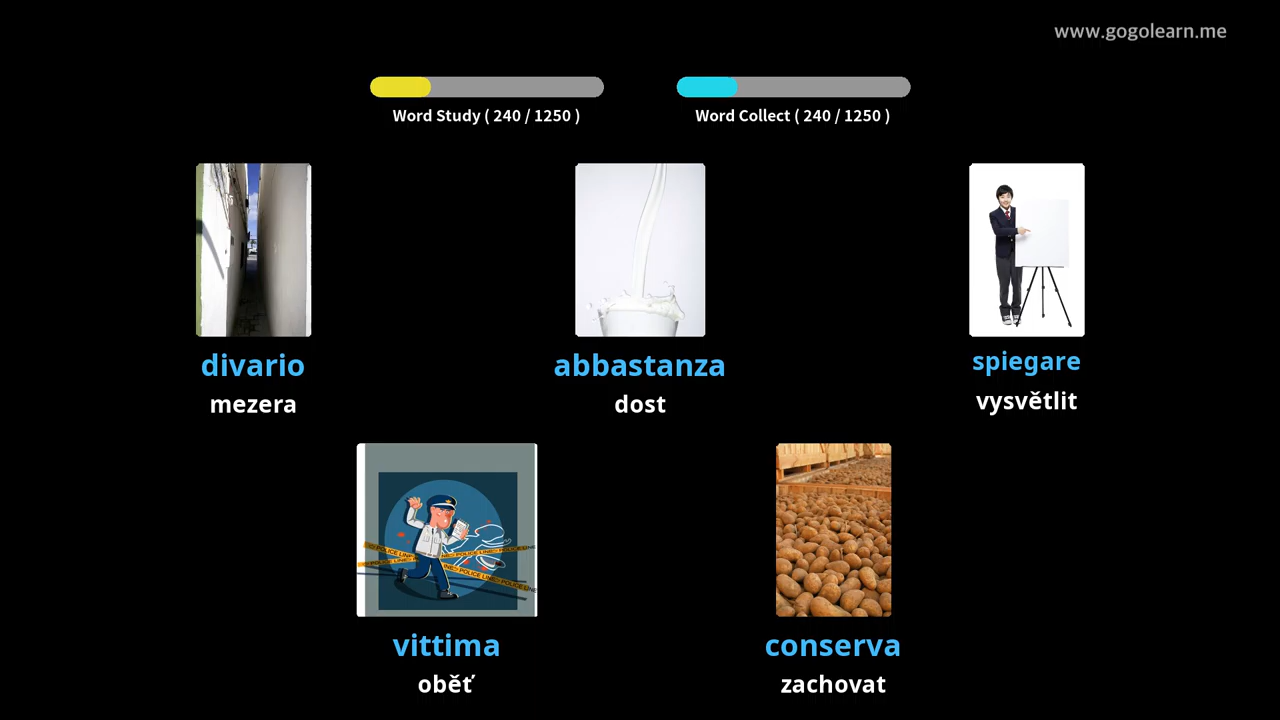 www.gogolearn.me
Word Study ( 240 / 1250 )
Word Collect ( 240 / 1250 )
divario
mezera
abbastanza
dost
spiegare
vysvětlit
vittima
oběť
conserva
zachovat